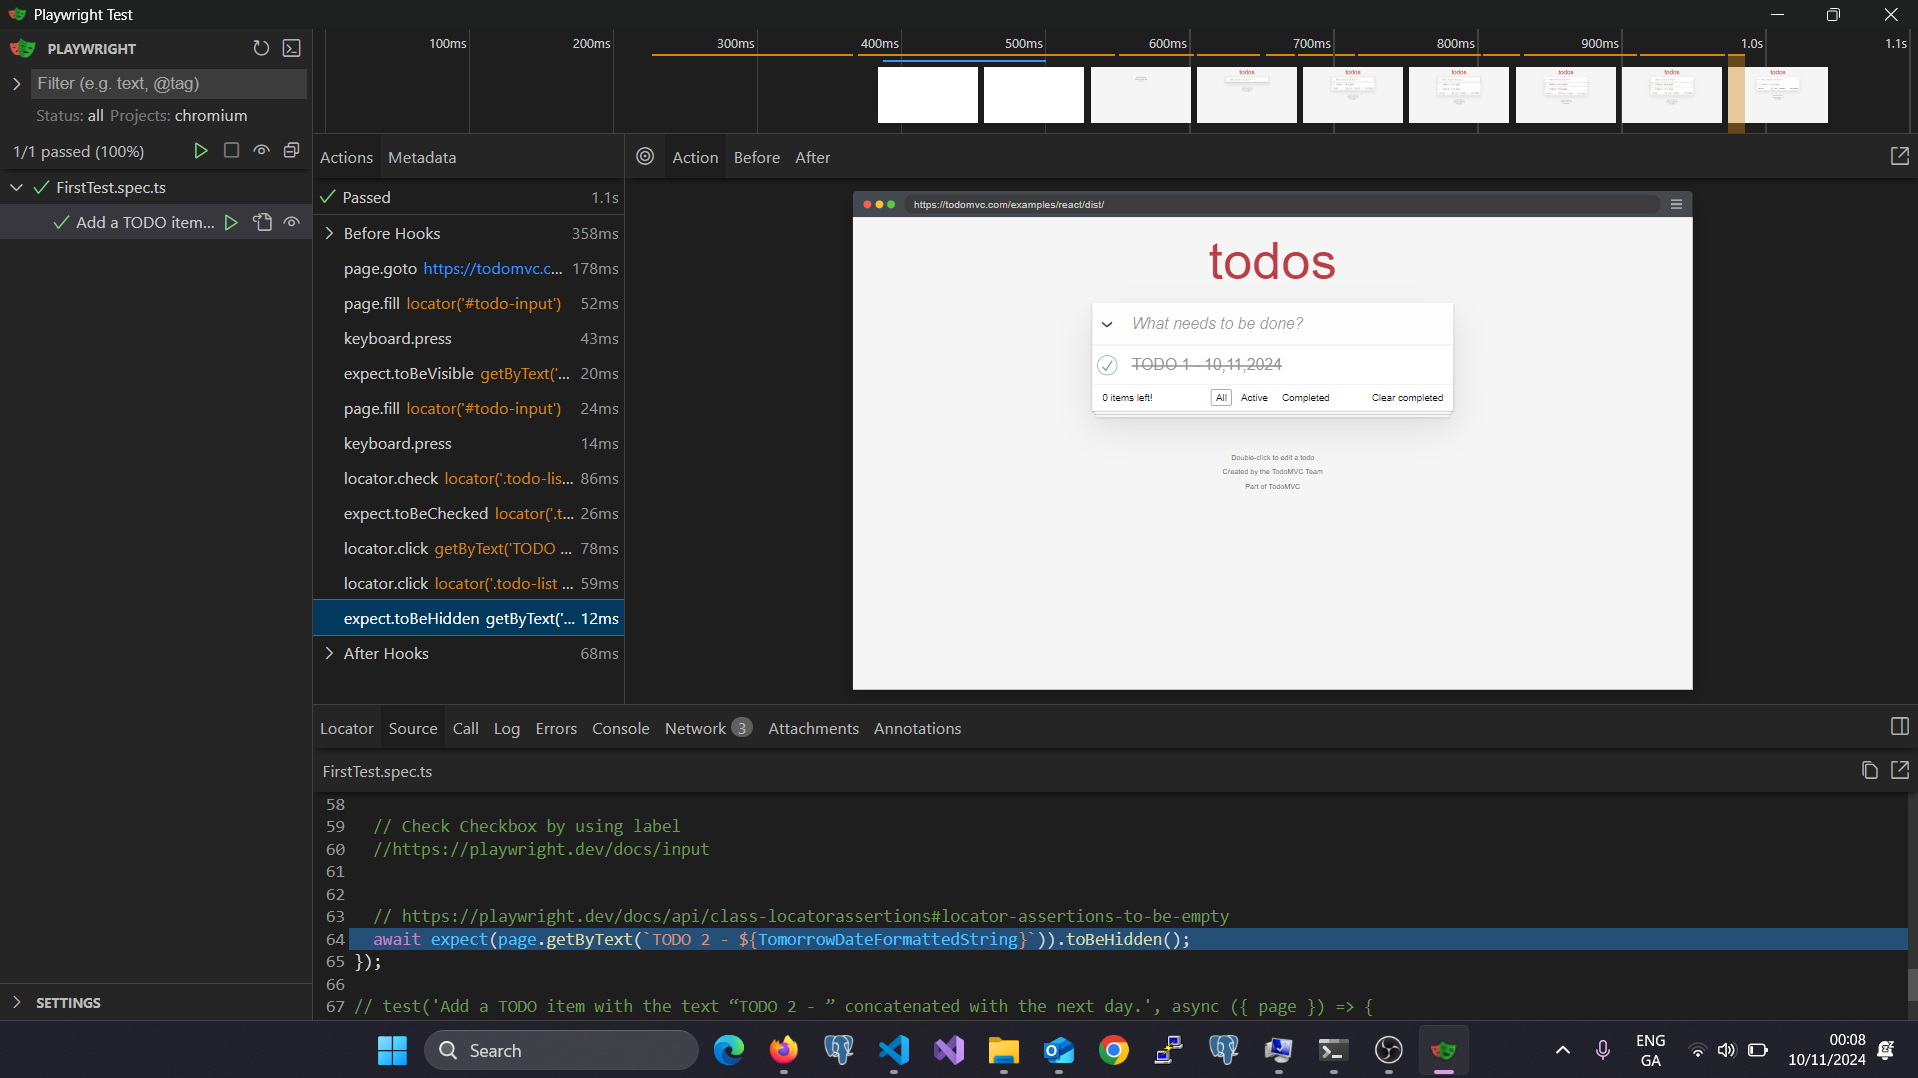 Playwright Test
PLAYWRIGHT
Filter (e.g. text, @tag)
Status: all Projects: chromium
1/1 passed (100%)
FirstTest.spec.ts
Add a TODO item...
SETTINGS
100ms 200ms 300ms 400ms 500ms 600ms 700ms 800ms 900ms 1.0s 1.1s
todos todos todos todos todos todos
Actions Metadata
Passed 1.1s
Before Hooks 358ms
page.goto https://todomvc.c... 178ms
page.fill locator('#todo-input') 52ms
keyboard.press 43ms
expect.toBeVisible getByText('... 20ms
page.fill locator('#todo-input') 24ms
keyboard.press 14ms
locator.check locator('.todo-lis... 86ms
expect.toBeChecked locator('.t... 26ms
locator.click getByText('TODO ... 78ms
locator.click locator('.todo-list ... 59ms
expect.toBeHidden getByText('... 12ms
After Hooks 68ms
Action Before After
https://todomvc.com/examples/react/dist/
todos
What needs to be done?
TODO 1 - 10,11,2024
0 items left! All Active Completed Clear completed
Double-click to edit a todo
Created by the TodoMVC Team
Part of TodoMVC
Locator Source Call Log Errors Console Network 3 Attachments Annotations
FirstTest.spec.ts
58
59 // Check Checkbox by using label
60 //https://playwright.dev/docs/input
61
62
63 // https://playwright.dev/docs/api/class-locatorassertions#locator-assertions-to-be-empty
64 await expect(page.getByText(`TODO 2 - ${TomorrowDateFormattedString}`)).toBeHidden();
65 });
66
67 // test('Add a TODO item with the text “TODO 2 - ” concatenated with the next day.', async ({ page }) => {
Search
ENG
GA
00:08
10/11/2024